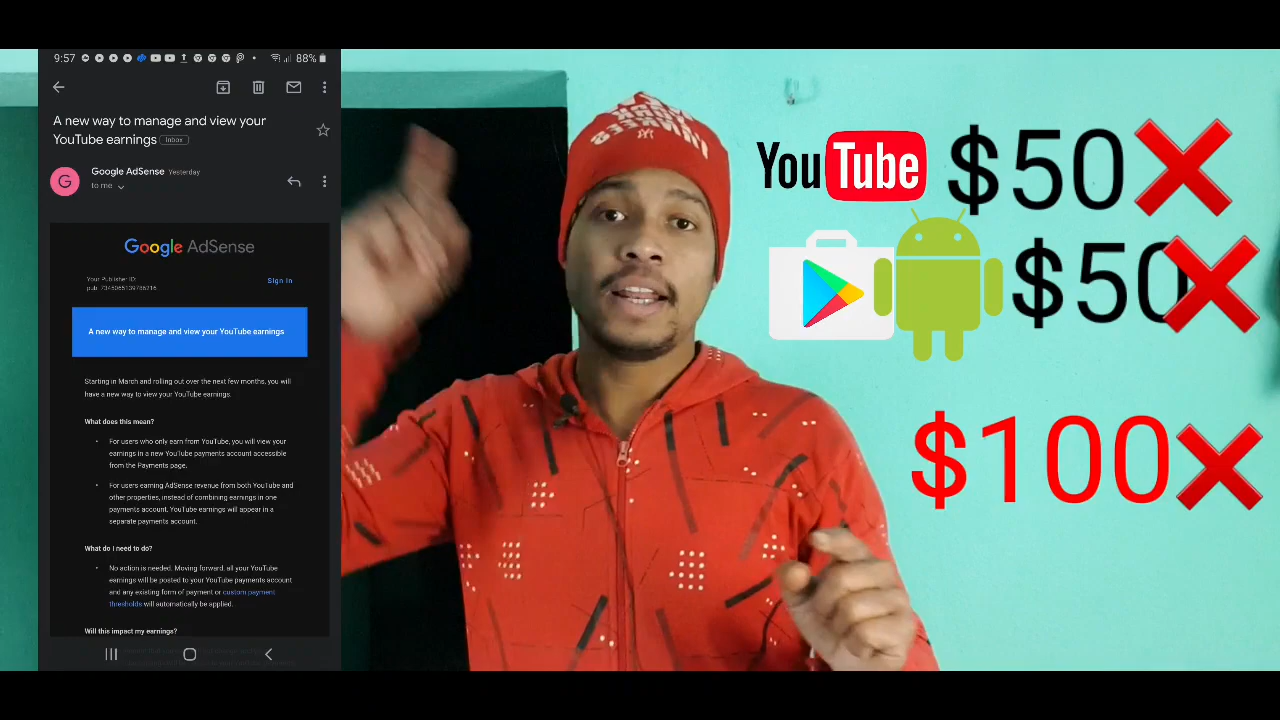 9:57
88%
A new way to manage and view your
YouTube earnings Inbox
Google AdSense Yesterday
to me
G
Google AdSense
Your Publisher ID:
Sign in
A new way to manage and view your YouTube earnings
Starting in March and rolling out over the next few months, you will
have a new way to view your YouTube earnings.
What does this mean?
• For users who only earn from YouTube, you will view your
earnings in a new YouTube payments account accessible
from the Payments page.
• For users earning AdSense revenue from both YouTube and
other properties, instead of combining earnings in one
payments account, YouTube earnings will appear in a
separate payments account.
What do I need to do?
• No action is needed. Moving forward, all your YouTube
earnings will be posted to your YouTube payments account
and any existing form of payment or custom payment
thresholds will automatically be applied.
Will this impact my earnings?
YouTube $50
$50
$100